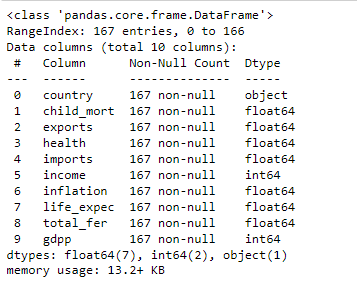 <class 'pandas.core.frame.DataFrame'>
RangeIndex: 167 entries, 0 to 166
Data columns (total 10 columns):
 #   Column      Non-Null Count  Dtype
---  ------      --------------  -----
 0   country     167 non-null    object
 1   child_mort  167 non-null    float64
 2   exports     167 non-null    float64
 3   health      167 non-null    float64
 4   imports     167 non-null    float64
 5   income      167 non-null    int64
 6   inflation   167 non-null    float64
 7   life_expec  167 non-null    float64
 8   total_fer   167 non-null    float64
 9   gdpp        167 non-null    int64
dtypes: float64(7), int64(2), object(1)
memory usage: 13.2+ KB